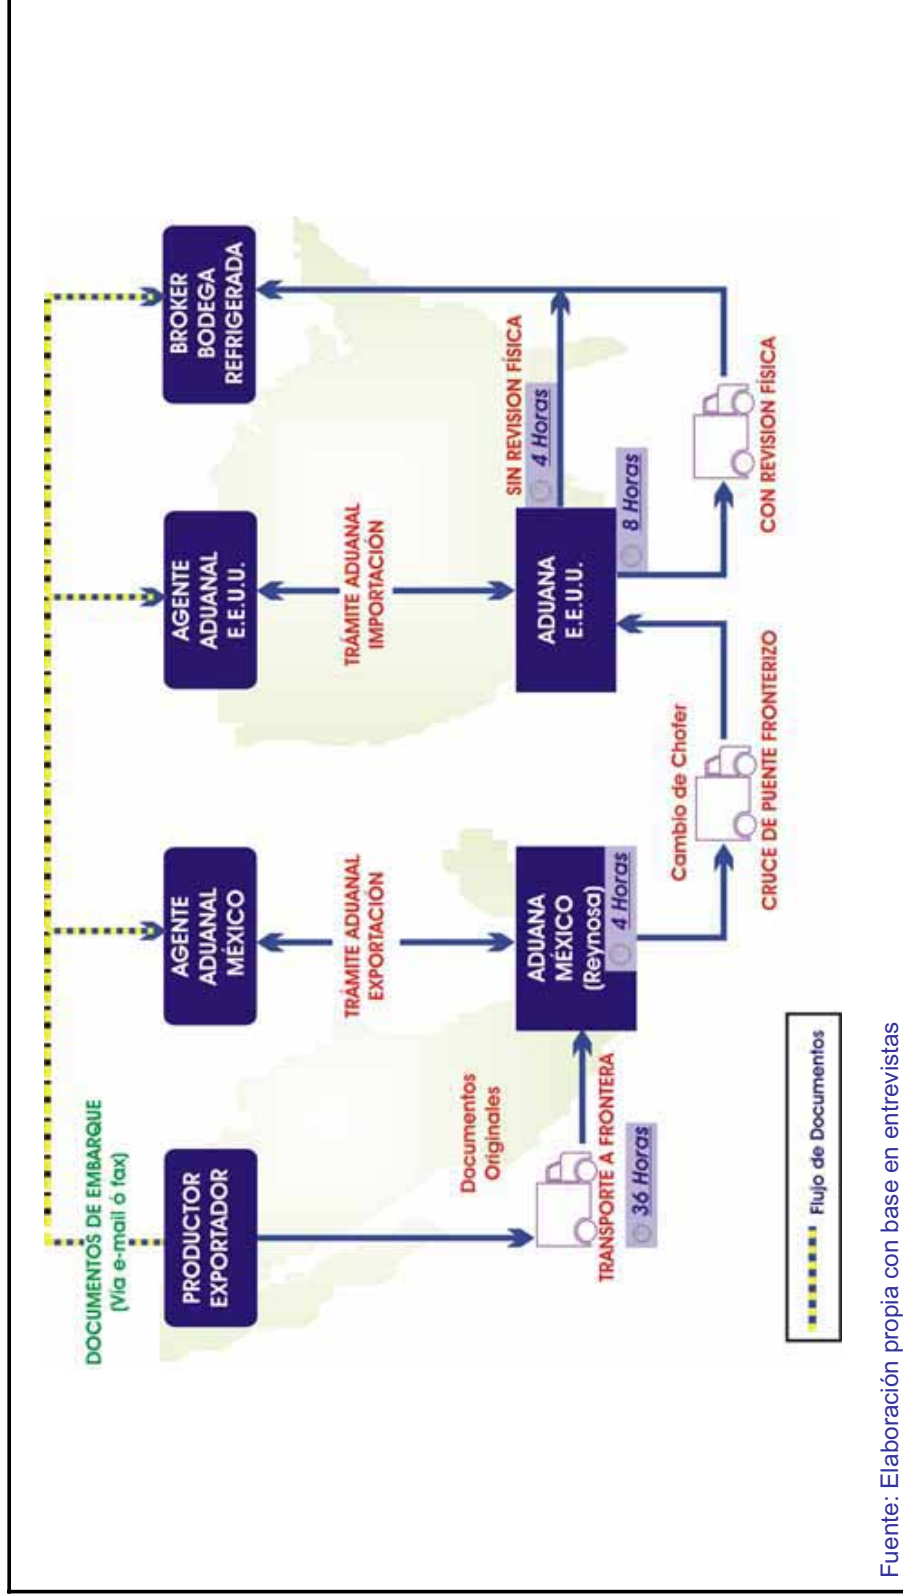 DOCUMENTOS DE EMBARQUE
(Vía e-mail ó fax)
PRODUCTOR
EXPORTADOR
AGENTE
ADUANAL
MÉXICO
AGENTE
ADUANAL
E.E.U.U.
BROKER
BODEGA
REFRIGERADA
TRÁMITE ADUANAL
EXPORTACIÓN
TRÁMITE ADUANAL
IMPORTACIÓN
Documentos
Originales
TRANSPORTE A FRONTERA
36 Horas
ADUANA
MÉXICO
(Reynosa)
4 Horas
Cambio de Chofer
CRUCE DE PUENTE FRONTERIZO
ADUANA
E.E.U.U.
SIN REVISION FÍSICA
4 Horas
8 Horas
CON REVISION FÍSICA
Flujo de Documentos
Fuente: Elaboración propia con base en entrevistas